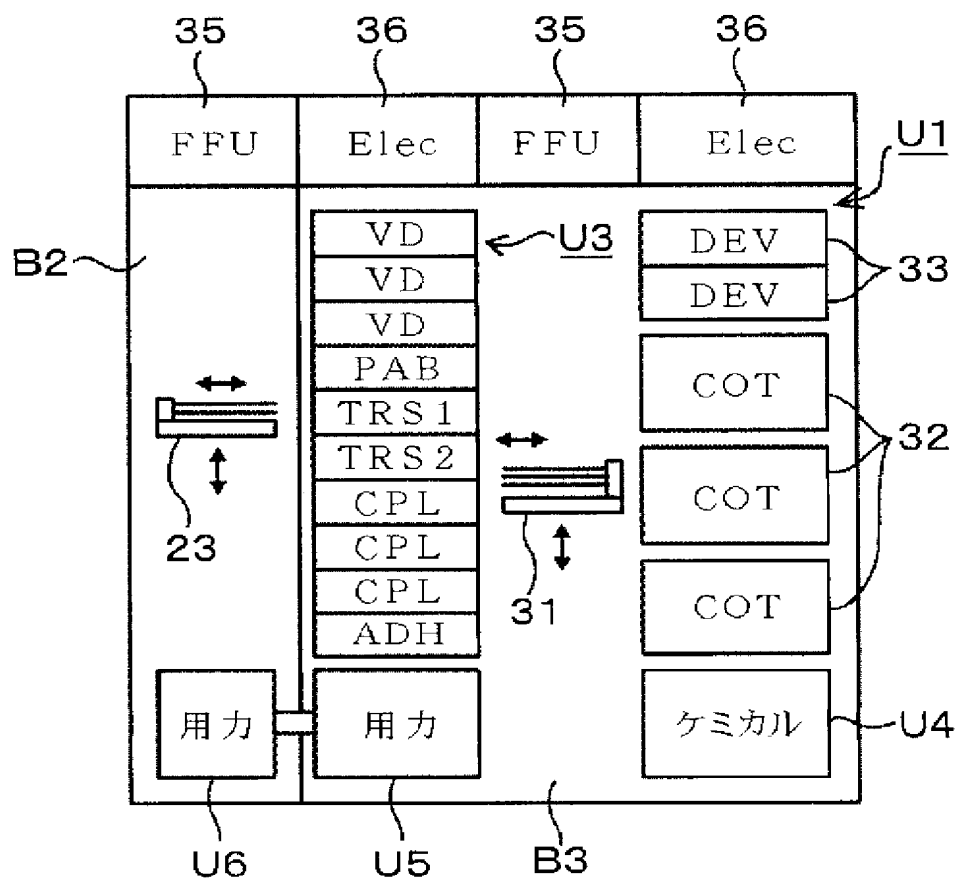 35 36 35 36
FFU Elec FFU Elec
U1
VD U3 DEV
B2 VD DEV 33
VD
PAB COT
TRS1
32
TRS2
CPL COT
23 CPL
CPL 31 COT
ADH
用力 用力 ケミカル U4
U6 U5 B3